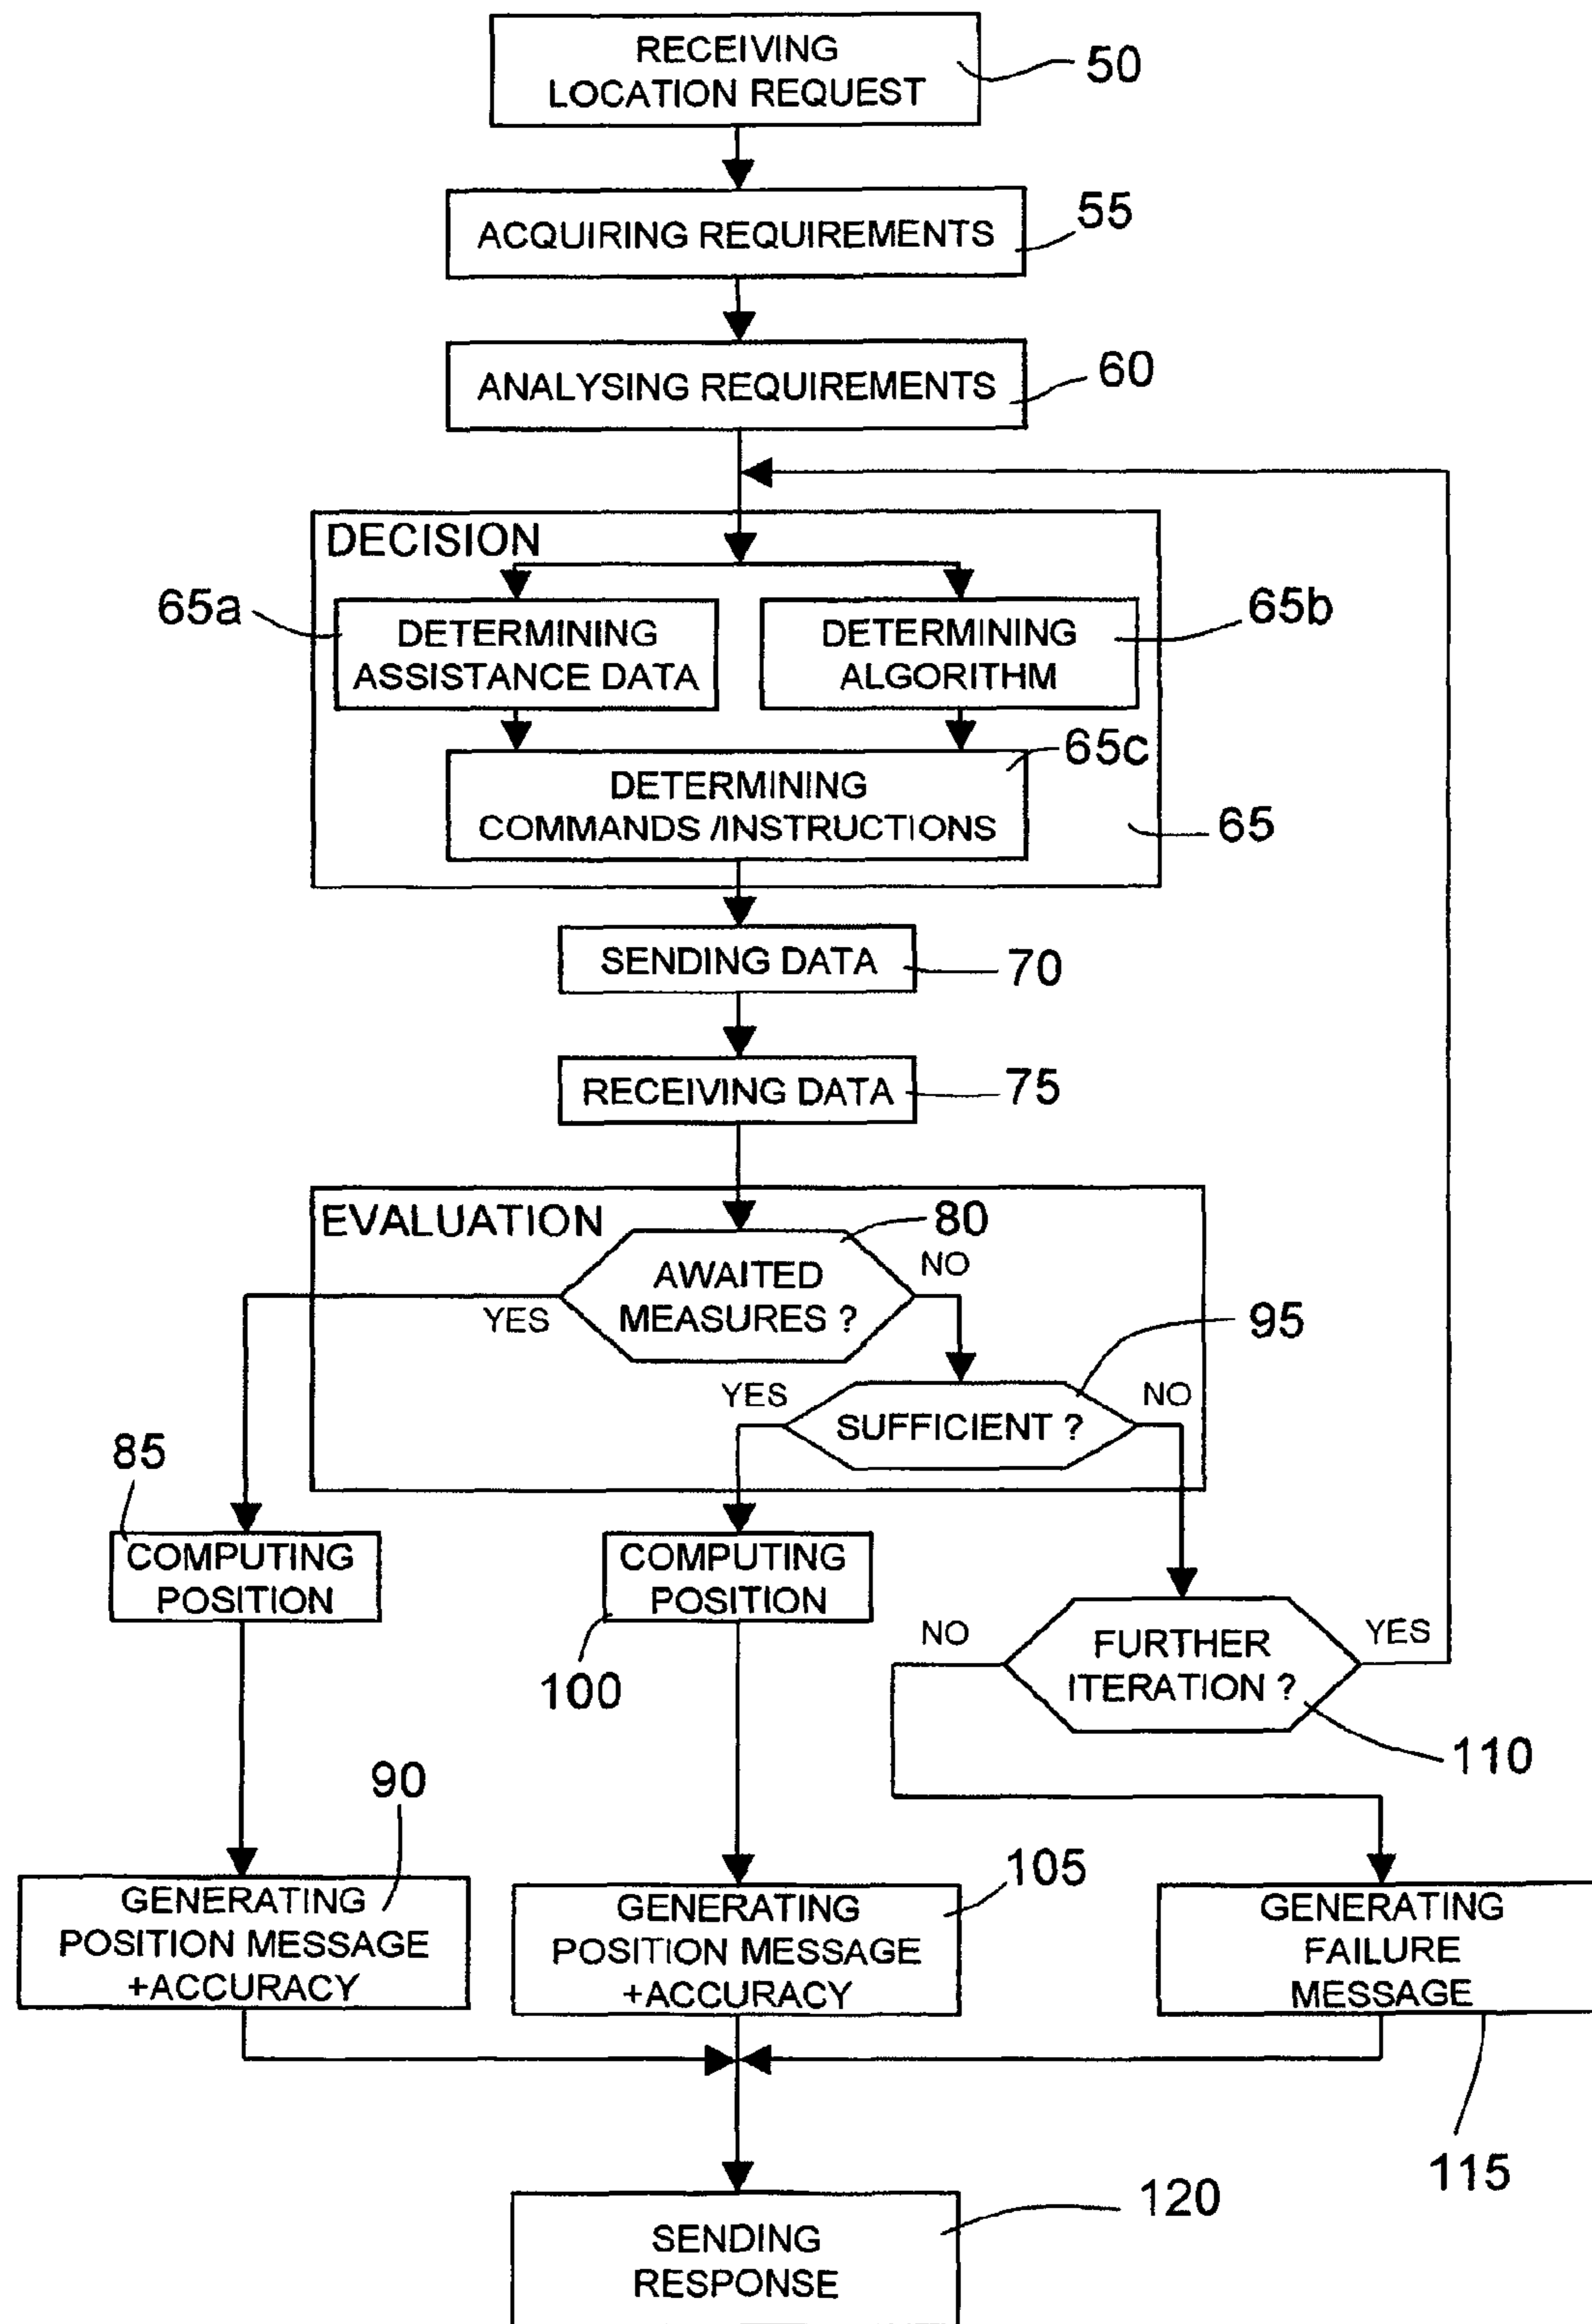 RECEIVING
LOCATION REQUEST
50
ACQUIRING REQUIREMENTS
55
ANALYSING REQUIREMENTS
60
DECISION
65a
DETERMINING
ASSISTANCE DATA
DETERMINING
ALGORITHM
65b
DETERMINING
COMMANDS /INSTRUCTIONS
65c
65
SENDING DATA
70
RECEIVING DATA
75
EVALUATION
80
AWAITED
MEASURES ?
YES
NO
95
SUFFICIENT ?
YES
NO
85
COMPUTING
POSITION
COMPUTING
POSITION
100
NO
FURTHER
ITERATION ?
YES
110
90
GENERATING
POSITION MESSAGE
+ACCURACY
105
GENERATING
POSITION MESSAGE
+ACCURACY
GENERATING
FAILURE
MESSAGE
115
120
SENDING
RESPONSE